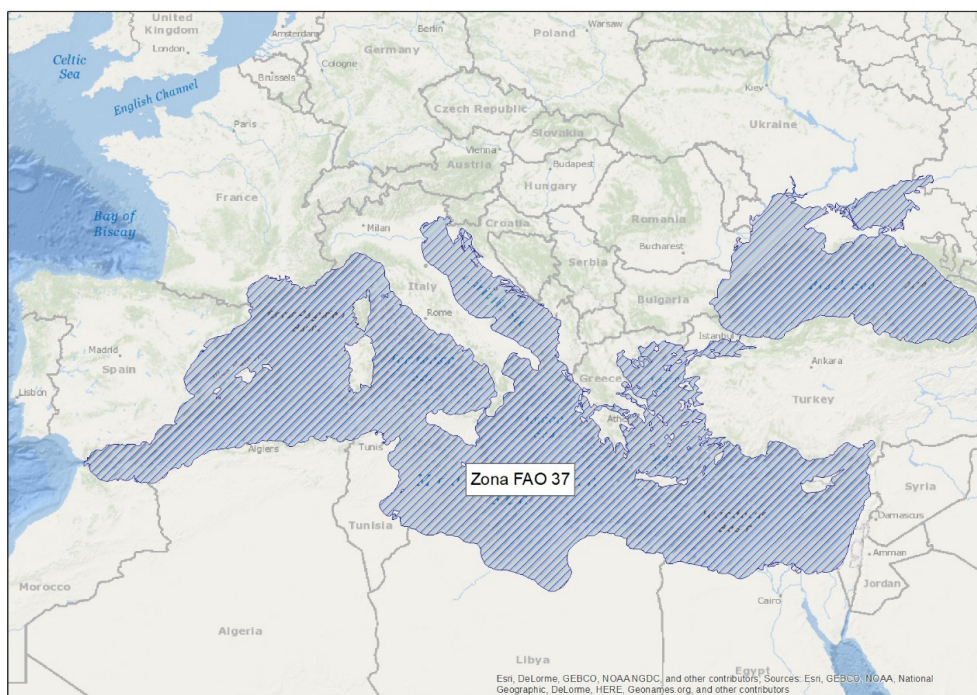 United
Kingdom
London
Amsterdam
Berlin
Warsaw
Poland
Celtic
Sea
Germany
Brussels
Cologne
English Channel
Kiev
Czech Republic
Paris
Ukraine
Slovakia
Vienna
Austria
Budapest
Hungary
France
Bay of
Biscay
Milan
Croatia
Romania
Bucharest
Serbia
Italy
Rome
Bulgaria
Istanbul
Madrid
Spain
Ankara
Lisbon
Greece
Turkey
Algiers
Tunis
Zona FAO 37
Syria
Tunisia
Damascus
Amman
Morocco
Jordan
Cairo
Algeria
Libya
Egypt
Esri, DeLorme, GEBCO, NOAA NGDC, and other contributors, Sources: Esri, GEBCO, NOAA, National
Geographic, DeLorme, HERE, Geonames.org, and other contributors